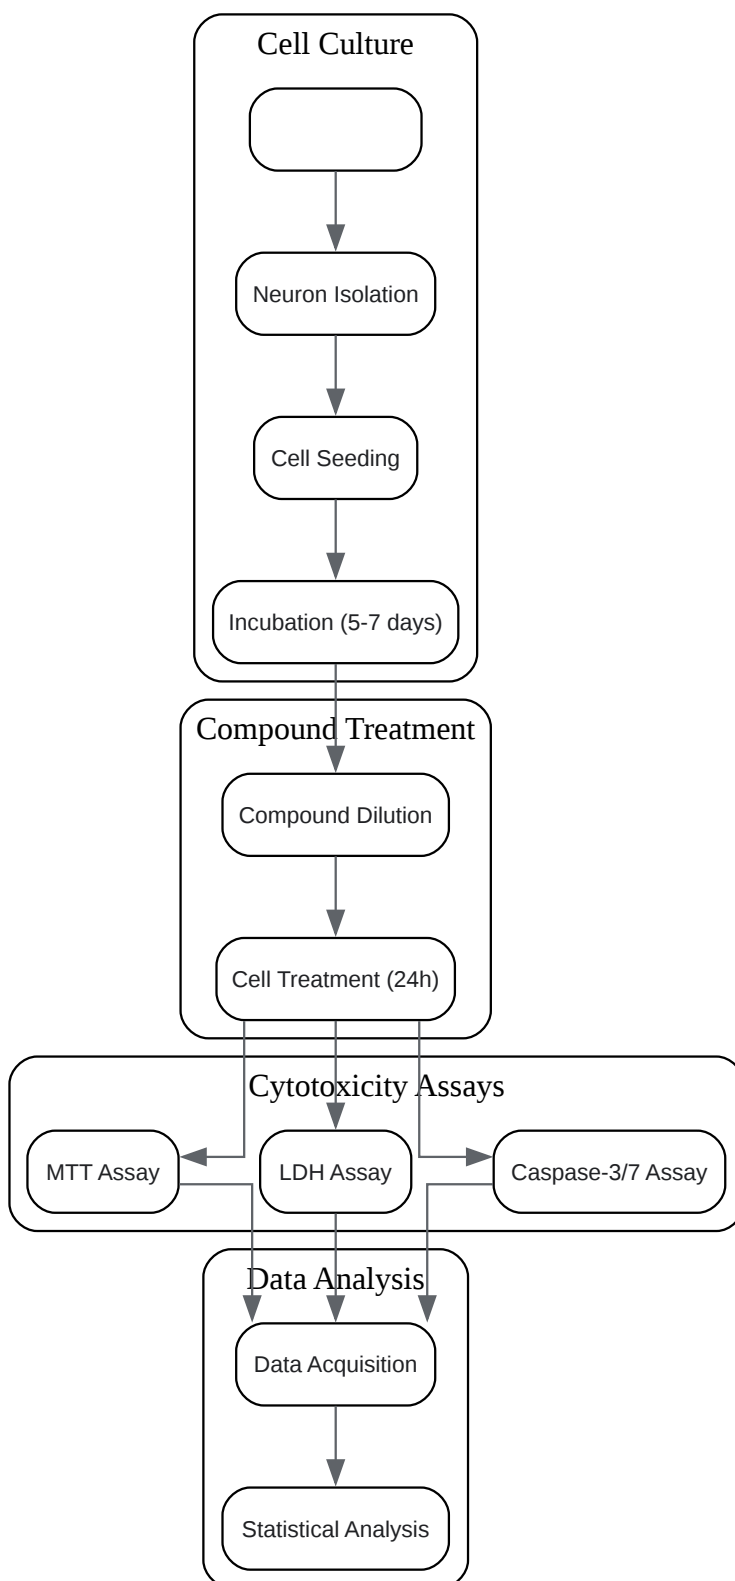 Cell Culture
Neuron Isolation
Cell Seeding
Incubation (5-7 days)
Compound Treatment
Compound Dilution
Cell Treatment (24h)
Cytotoxicity Assays
MTT Assay
LDH Assay
Caspase-3/7 Assay
Data Analysis
Data Acquisition
Statistical Analysis